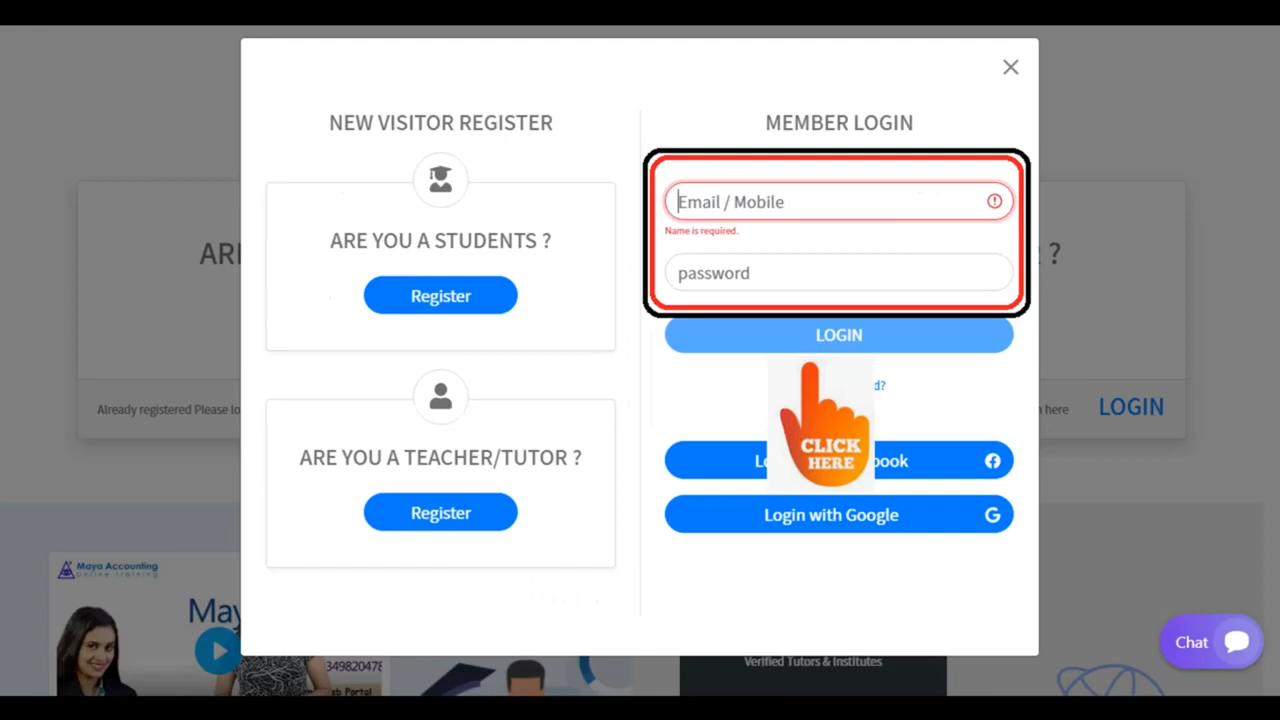 NEW VISITOR REGISTER
ARE YOU A STUDENTS ?
Register
ARE YOU A TEACHER/TUTOR ?
Register
MEMBER LOGIN
Email / Mobile
Name is required.
password
LOGIN
CLICK
HERE
Login with Google
Already registered Please
here
LOGIN
Maya Accounting
Online Training
Verified Tutors & Institutes
Chat